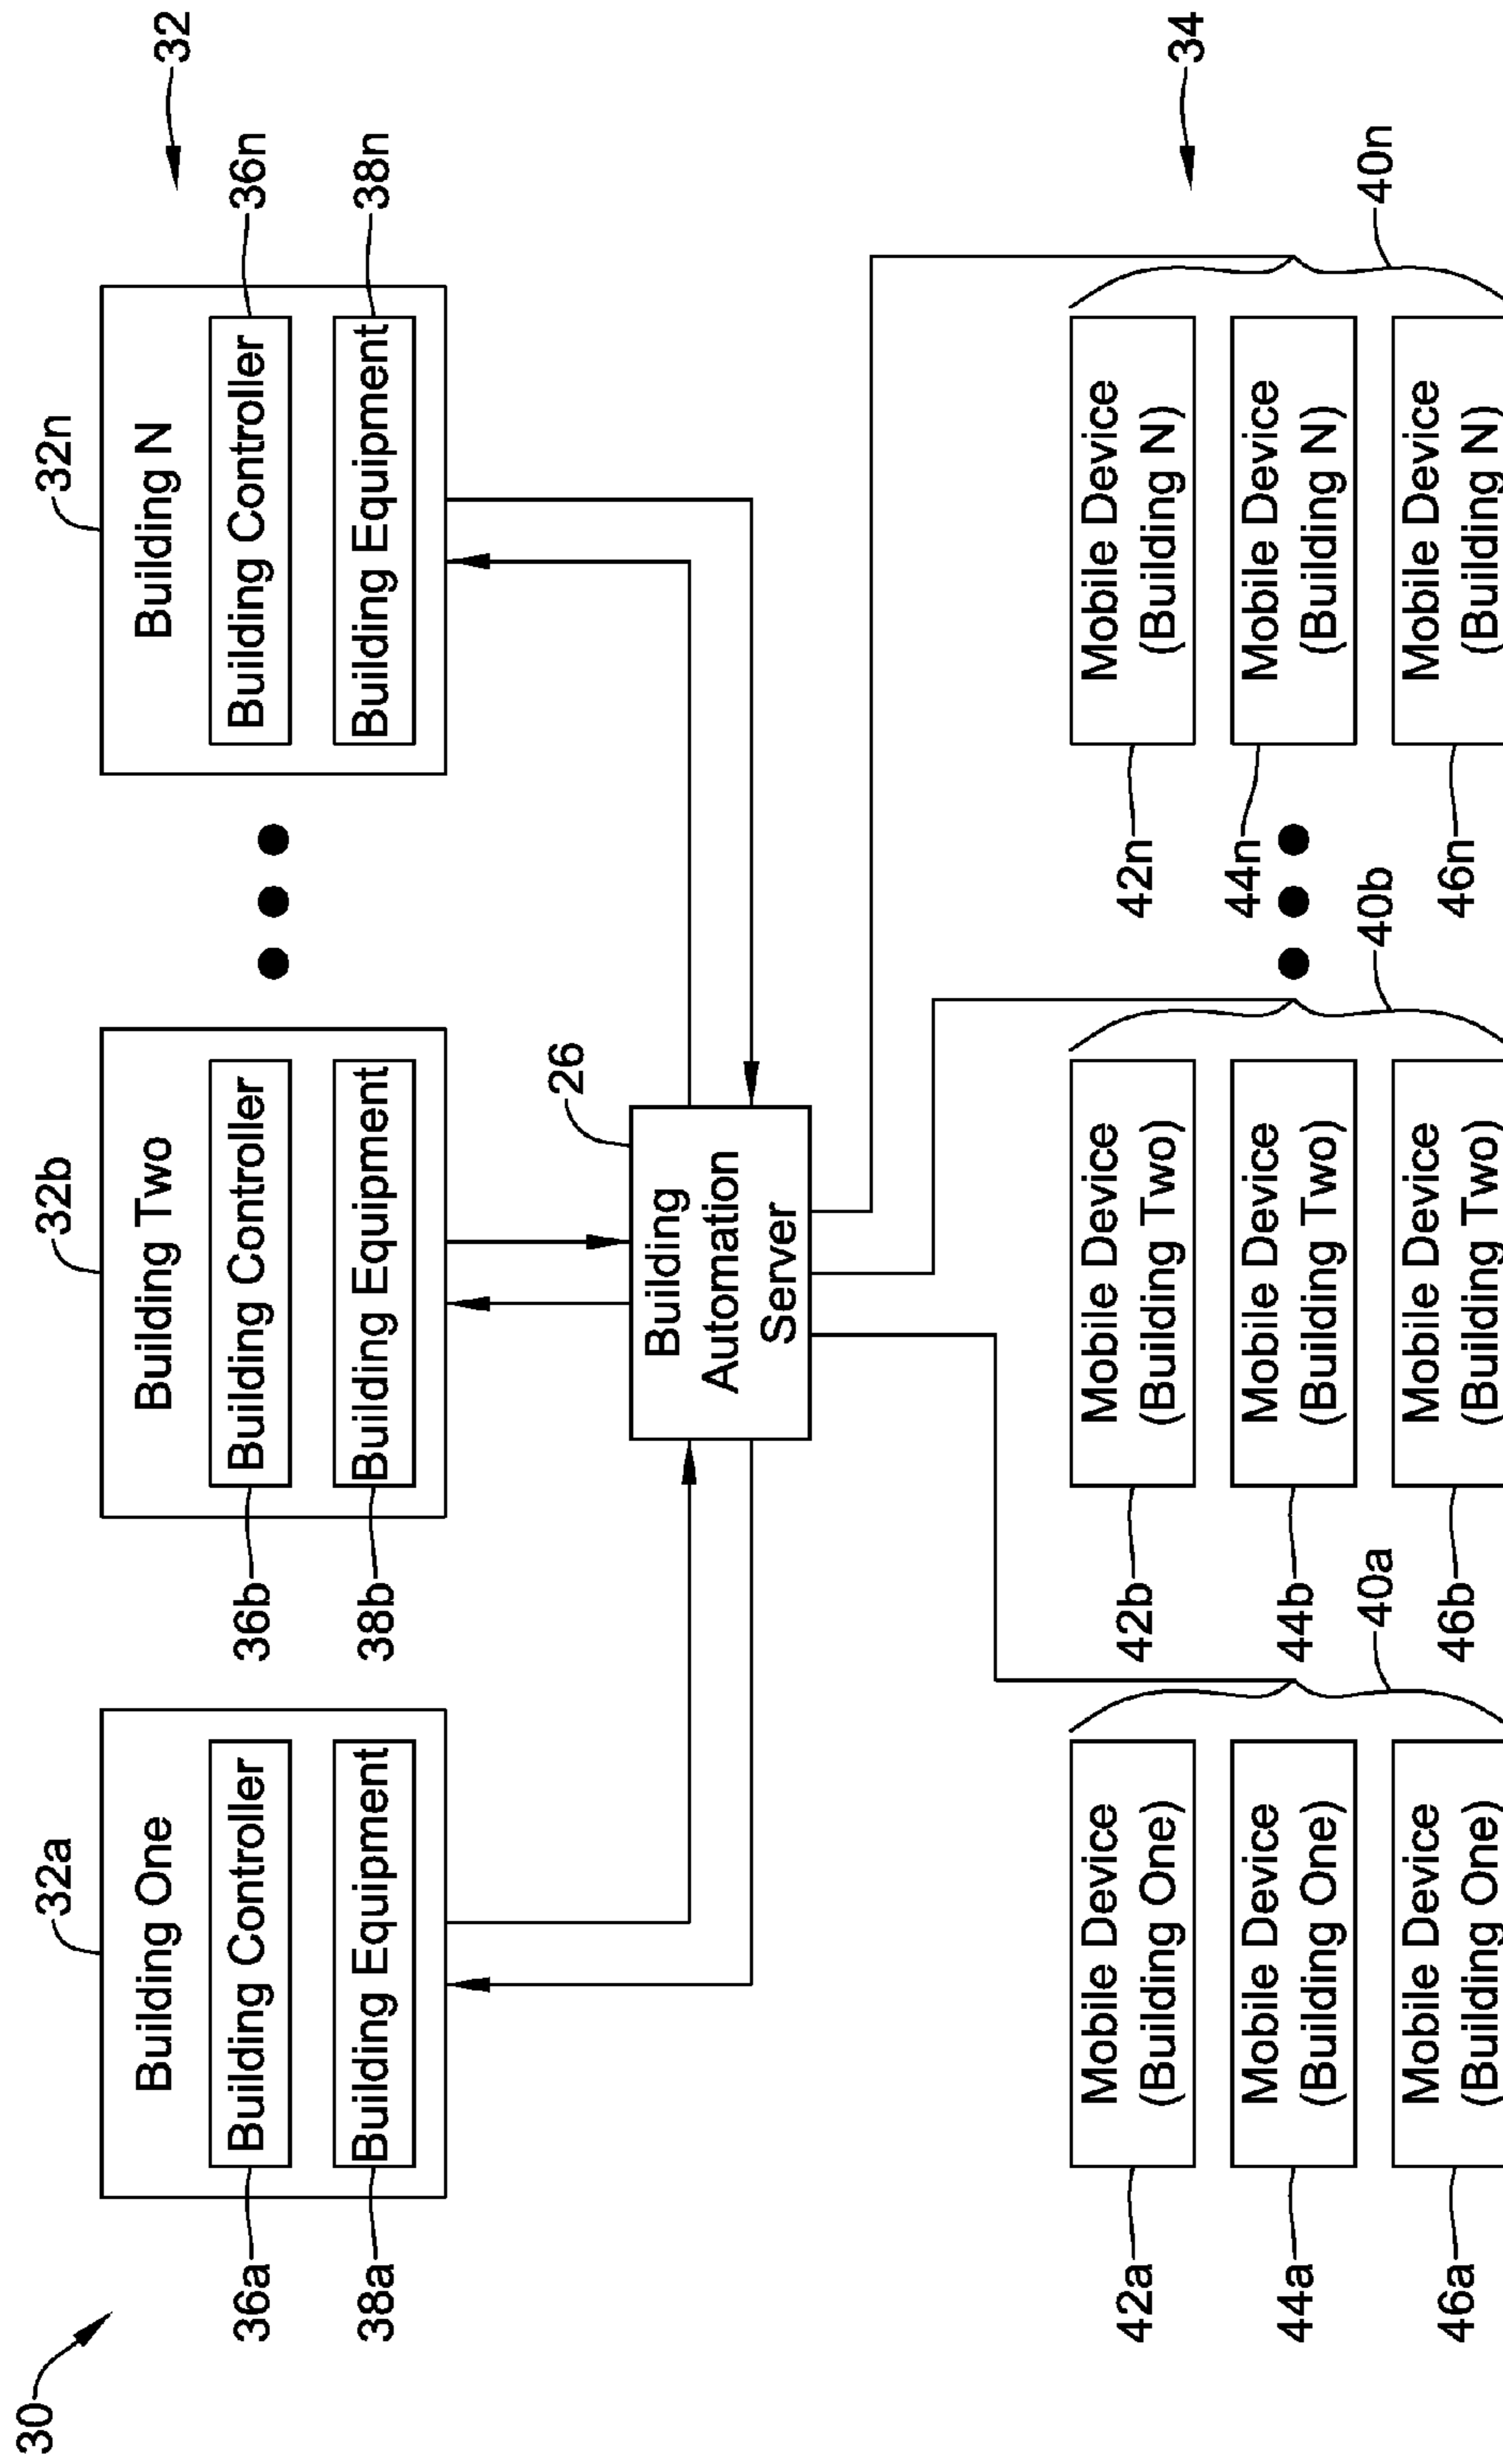 30
32
32a
32b
32n
Building One
Building Two
Building N
36a
Building Controller
36b
Building Controller
Building Controller
36n
38a
Building Equipment
38b
Building Equipment
Building Equipment
38n
26
Building
Automation
Server
34
42a
Mobile Device
(Building One)
42b
Mobile Device
(Building Two)
42n
Mobile Device
(Building N)
44a
Mobile Device
(Building One)
44b
Mobile Device
(Building Two)
44n
Mobile Device
(Building N)
40a
40b
40n
46a
Mobile Device
(Building One)
46b
Mobile Device
(Building Two)
46n
Mobile Device
(Building N)